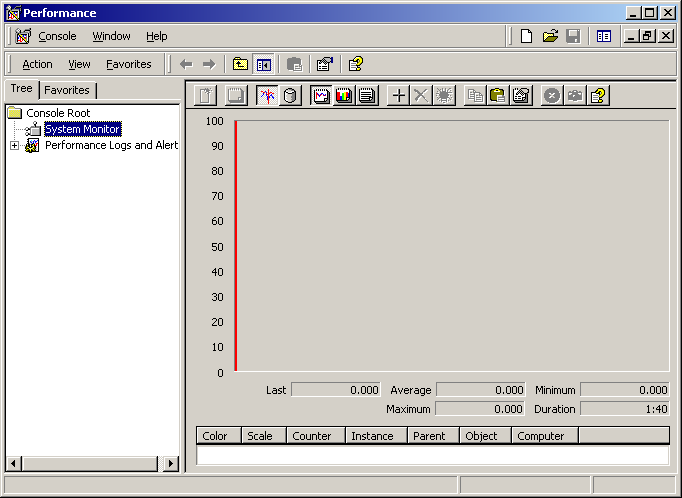 Performance
Console Window Help
Action View Favorites
Tree Favorites
Console Root
System Monitor
Performance Logs and Alert
100
90
80
70
60
50
40
30
20
10
0
Last 0.000 Average 0.000 Minimum 0.000
Maximum 0.000 Duration 1:40
Color Scale Counter Instance Parent Object Computer